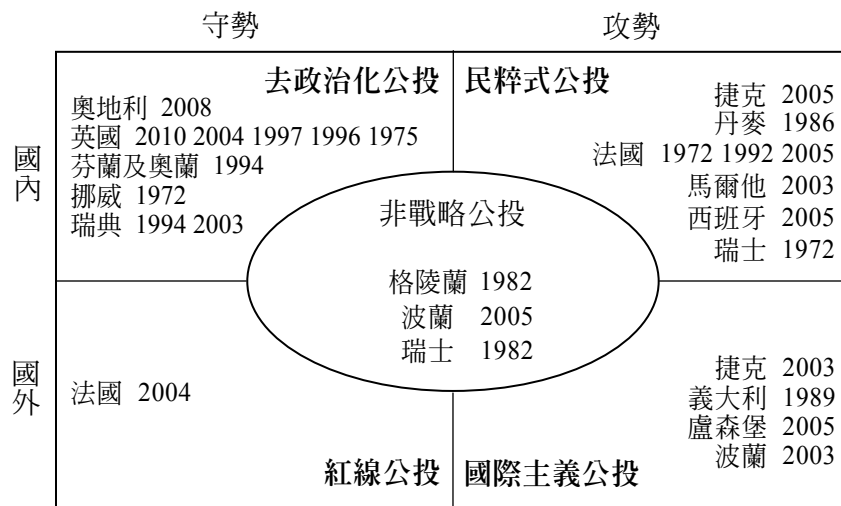 守勢 攻勢
國內
去政治化公投
奧地利 2008
英國 2010 2004 1997 1996 1975
芬蘭及奧蘭 1994
挪威 1972
瑞典 1994 2003
民粹式公投
捷克 2005
丹麥 1986
法國 1972 1992 2005
馬爾他 2003
西班牙 2005
瑞士 1972
非戰略公投
格陵蘭 1982
波蘭 2005
瑞士 1982
國外
法國 2004
紅線公投
捷克 2003
義大利 1989
盧森堡 2005
波蘭 2003
國際主義公投